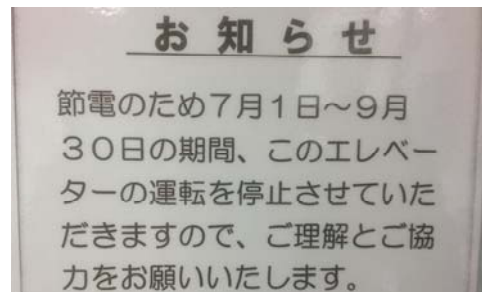 お知らせ
節電のため７月１日～９月
３０日の期間、このエレベー
ターの運転を停止させていた
だきますので、ご理解とご協
力をお願いいたします。